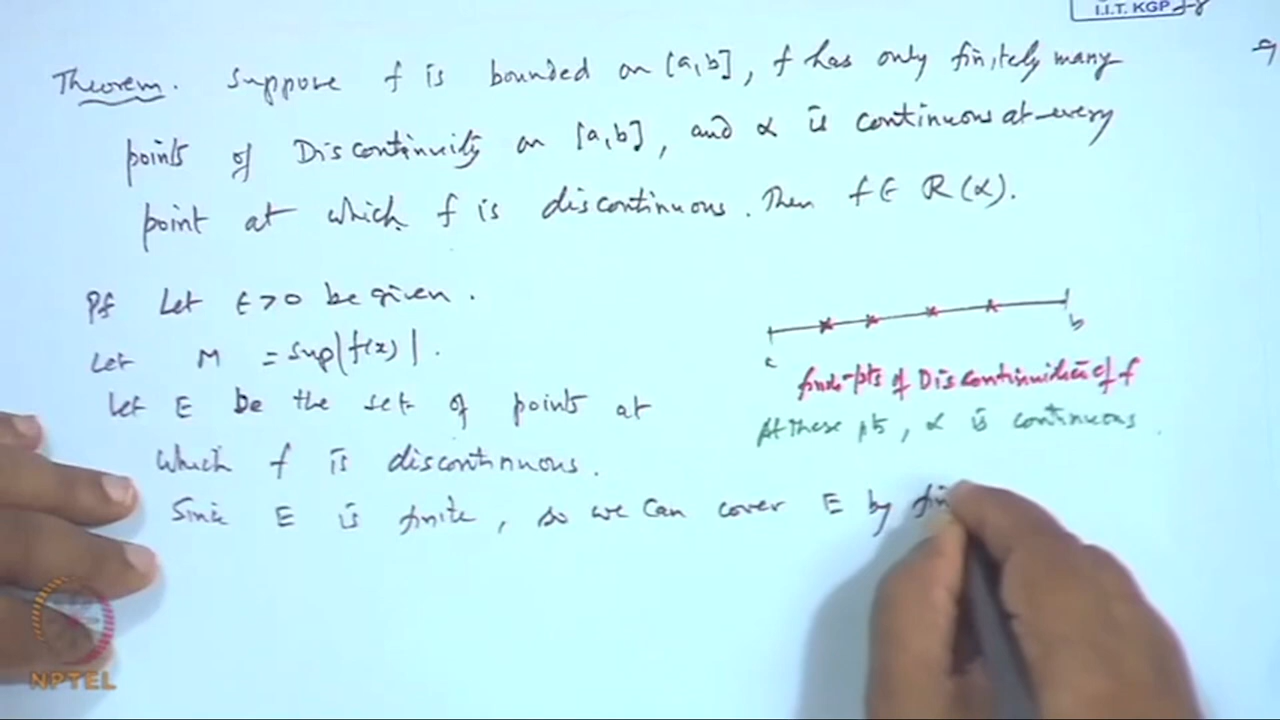 I.I.T. KGP
Theorem. Suppose f is bounded on [a,b], f has only finitely many
points of Discontinuity on [a,b], and α is continuous at every
point at which f is discontinuous. Then f ∈ R(α).
Pf Let ε > 0 be given.
Let M = Sup|f(x)|.
Let E be the set of points at
which f is discontinuous.
Since E is finite, so we can cover E by fin
b
pts of Discontinuities of f
At these pts, α is continuous.
NPTEL